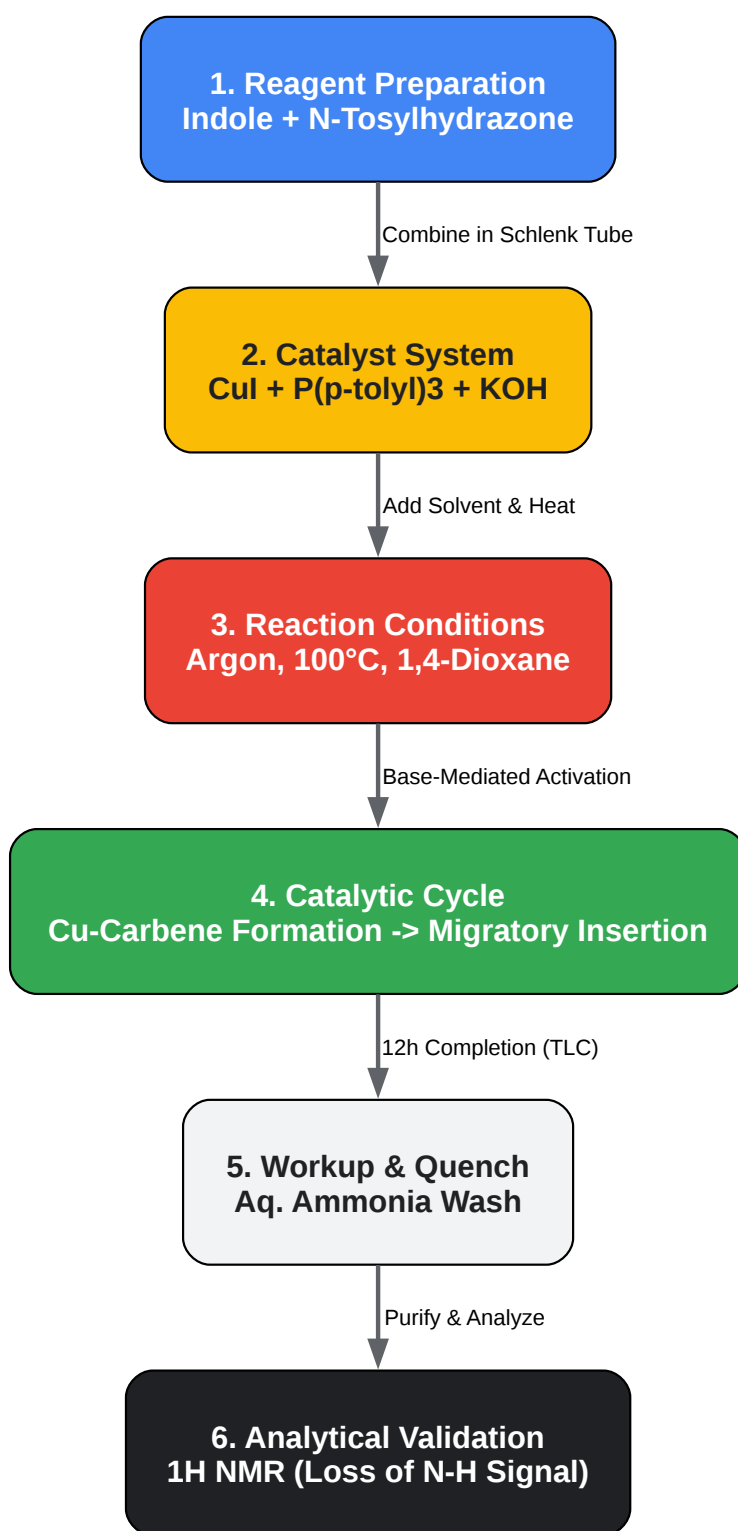 1. Reagent Preparation
Indole + N-Tosylhydrazone
Combine in Schlenk Tube
2. Catalyst System
CuI + P(p-tolyl)3 + KOH
Add Solvent & Heat
3. Reaction Conditions
Argon, 100°C, 1,4-Dioxane
Base-Mediated Activation
4. Catalytic Cycle
Cu-Carbene Formation -> Migratory Insertion
12h Completion (TLC)
5. Workup & Quench
Aq. Ammonia Wash
Purify & Analyze
6. Analytical Validation
1H NMR (Loss of N-H Signal)